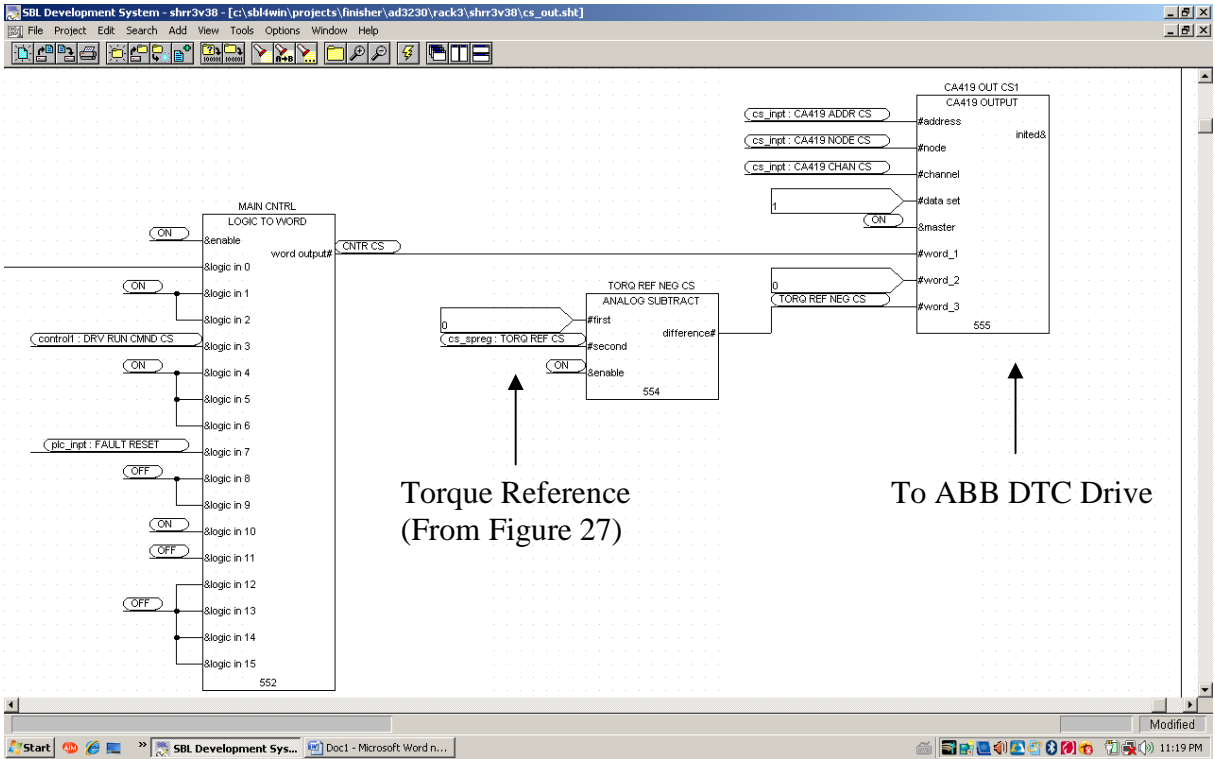 SBL Development System - shrr3v38 - [c:\sbl4win\projects\finisher\ad3230\rack3\shrr3v38\cs_out.sht]
File Project Edit Search Add View Tools Options Window Help
CA419 OUT CS1
CA419 OUTPUT
cs_inpt : CA419 ADDR CS
#address
inited&
cs_inpt : CA419 NODE CS
#node
cs_inpt : CA419 CHAN CS
#channel
1
#data set
ON
&master
#word_1
0
#word_2
TORQ REF NEG CS
#word_3
555
MAIN CNTRL
LOGIC TO WORD
ON
&enable
word output#
CNTR CS
&logic in 0
ON
&logic in 1
&logic in 2
control1 : DRV RUN CMND CS
&logic in 3
ON
&logic in 4
&logic in 5
&logic in 6
plc_inpt : FAULT RESET
&logic in 7
OFF
&logic in 8
&logic in 9
ON
&logic in 10
OFF
&logic in 11
&logic in 12
OFF
&logic in 13
&logic in 14
&logic in 15
552
TORQ REF NEG CS
ANALOG SUBTRACT
0
#first
difference#
cs_spreg : TORQ REF CS
#second
ON
&enable
554
Torque Reference
(From Figure 27)
To ABB DTC Drive
Modified
Start
AIM
SBL Development Sys...
Doc1 - Microsoft Word n...
11:19 PM